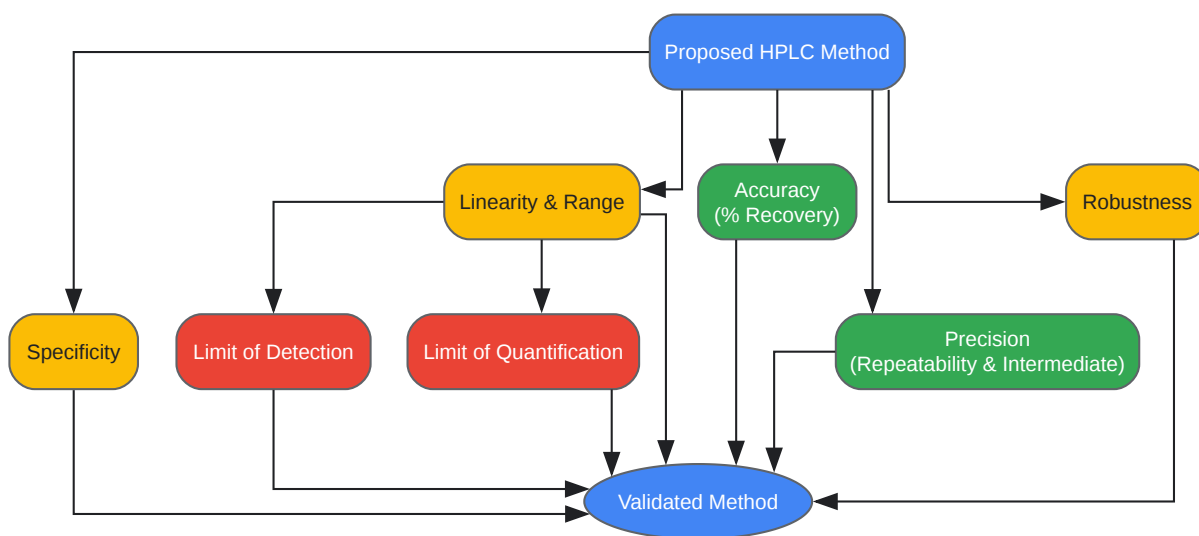 Proposed HPLC Method
Linearity & Range
Accuracy
(% Recovery)
Robustness
Specificity
Limit of Detection
Limit of Quantification
Precision
(Repeatability & Intermediate)
Validated Method